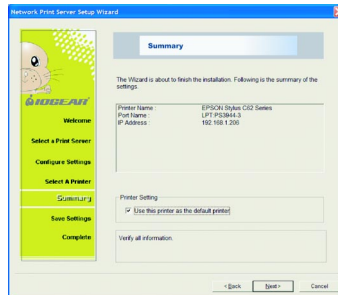 Network Print Server Setup Wizard
Summary
The Wizard is about to finish the installation. Following is the summary of the
settings.
Printer Name : EPSON Stylus C62 Series
Port Name : LPT:PS3944-3
IP Address : 192.168.1.206
IOGEAR
Welcome
Select a Print Server
Configure Settings
Select A Printer
Summary
Save Settings
Complete
Printer Setting
Use this printer as the default printer
Verify all information.
< Back
Next >
Cancel